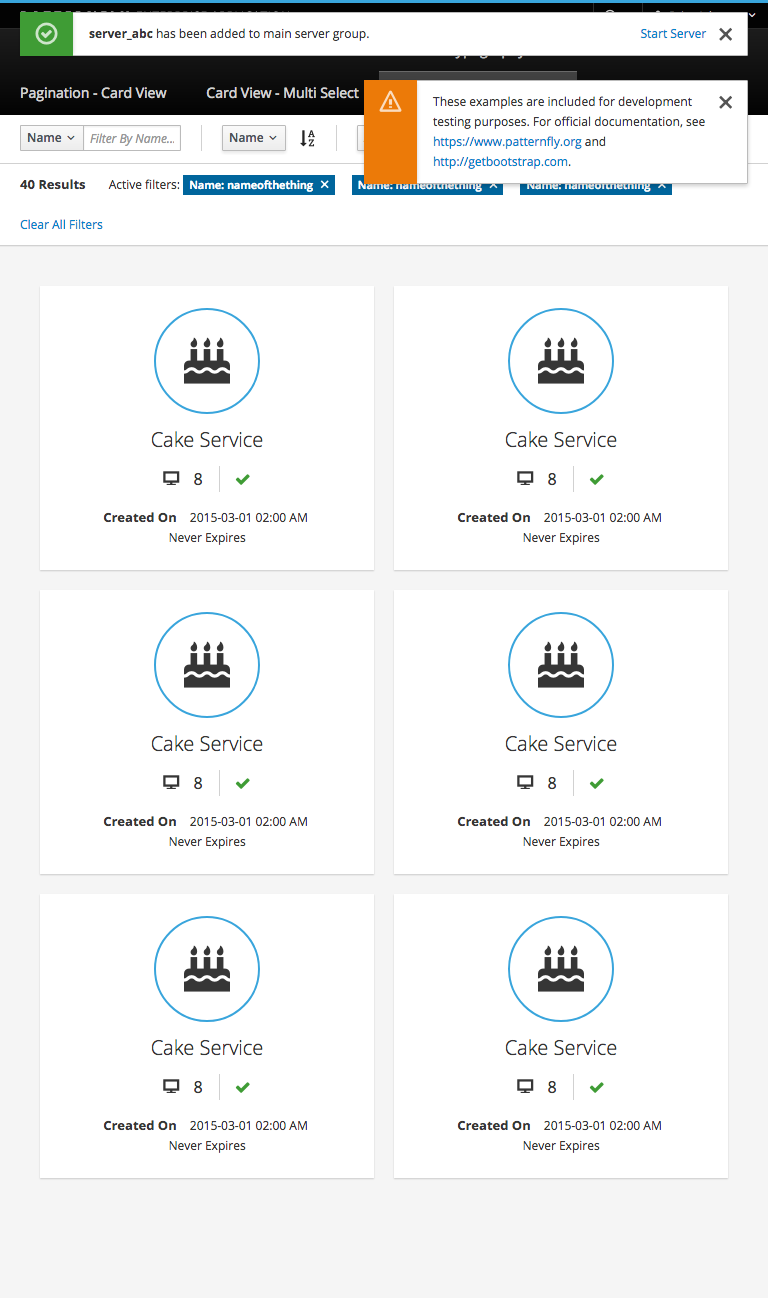 server_abc has been added to main server group.
Start Server
Pagination - Card View
Card View - Multi Select
These examples are included for development
testing purposes. For official documentation, see
https://www.patternfly.org and
http://getbootstrap.com.
Name
Filter By Name...
Name
40 Results
Active filters:
Name: nameofthething
Name: nameofthething
Name: nameofthething
Clear All Filters
Cake Service
8
Created On 2015-03-01 02:00 AM
Never Expires
Cake Service
8
Created On 2015-03-01 02:00 AM
Never Expires
Cake Service
8
Created On 2015-03-01 02:00 AM
Never Expires
Cake Service
8
Created On 2015-03-01 02:00 AM
Never Expires
Cake Service
8
Created On 2015-03-01 02:00 AM
Never Expires
Cake Service
8
Created On 2015-03-01 02:00 AM
Never Expires